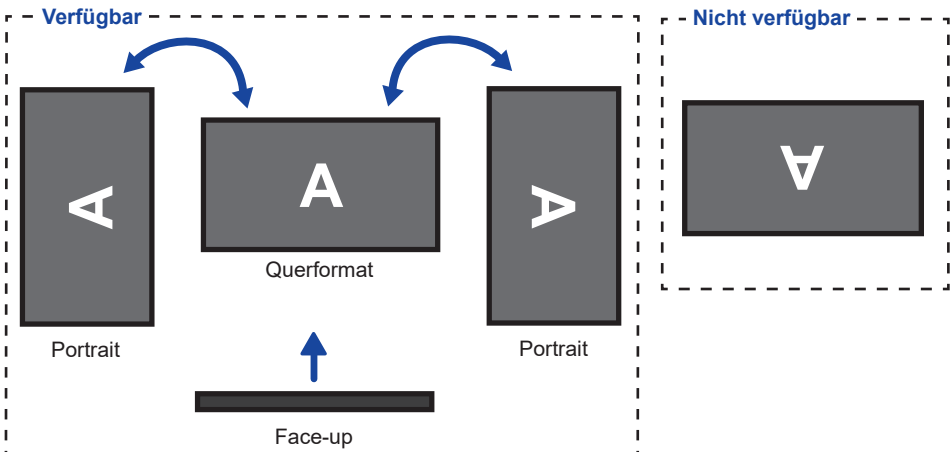 Verfügbar
Nicht verfügbar
A
A
A
A
Querformat
Portrait
Portrait
Face-up